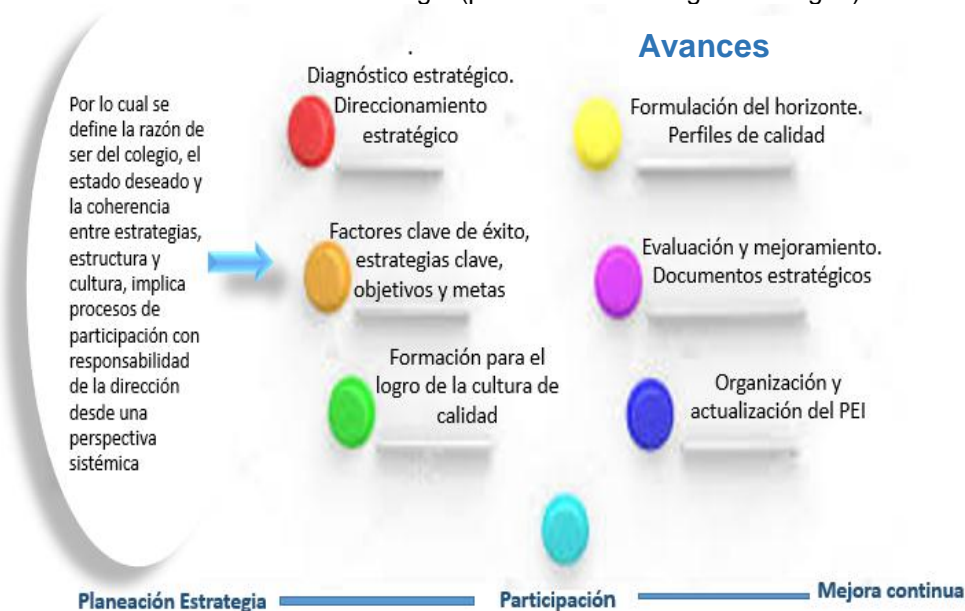 Avances
.
Diagnóstico estratégico.
Direccionamiento
estratégico
Por lo cual se
define la razón de
ser del colegio, el
estado deseado y
la coherencia
entre estrategias,
estructura y
cultura, implica
procesos de
participación con
responsabilidad
de la dirección
desde una
perspectiva
sistémica
Factores clave de éxito,
estrategias clave,
objetivos y metas
Formación para el
logro de la cultura de
calidad
Formulación del horizonte.
Perfiles de calidad
Evaluación y mejoramiento.
Documentos estratégicos
Organización y
actualización del PEI
Planeación Estrategia
Participación
Mejora continua